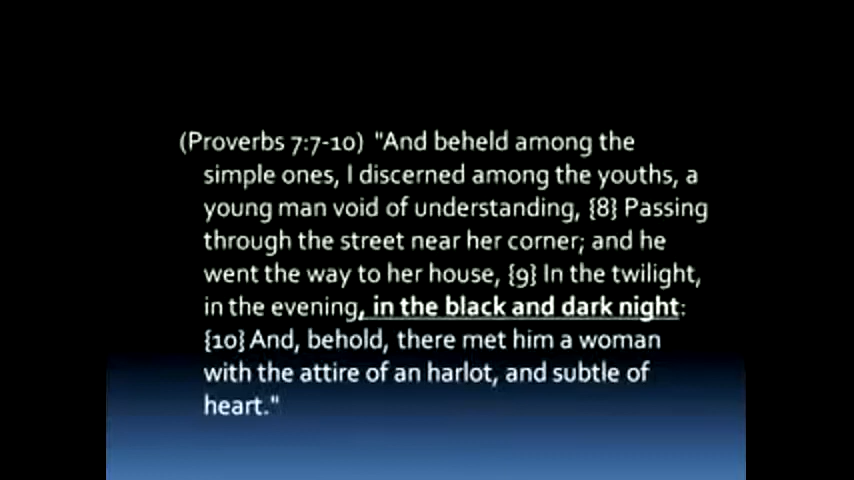 (Proverbs 7:7-10) "And beheld among the
simple ones, I discerned among the youths, a
young man void of understanding, {8} Passing
through the street near her corner; and he
went the way to her house, {9} In the twilight,
in the evening, in the black and dark night:
{10} And, behold, there met him a woman
with the attire of an harlot, and subtle of
heart."